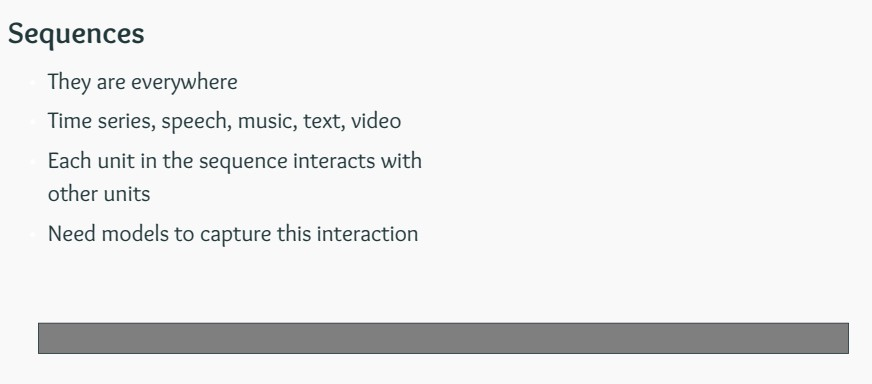 Sequences
They are everywhere
Time series, speech, music, text, video
Each unit in the sequence interacts with
other units
Need models to capture this interaction